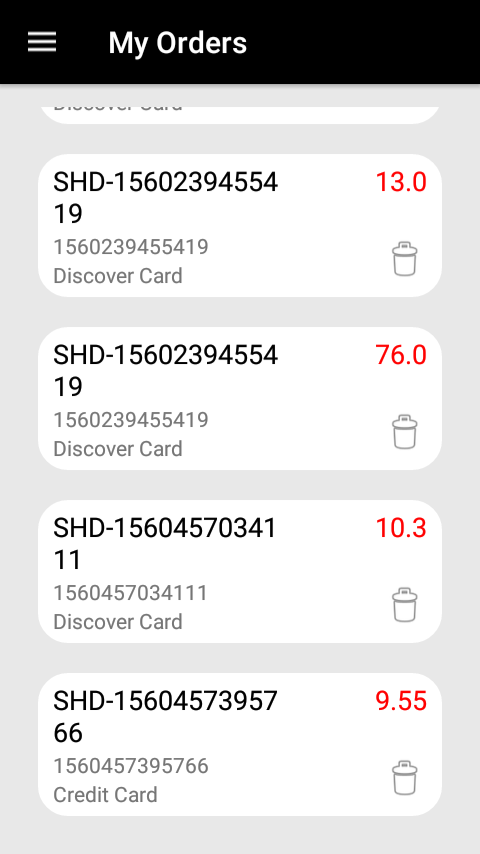 My Orders
Discover Card
SHD-15602394554
19
13.0
1560239455419
Discover Card
SHD-15602394554
19
76.0
1560239455419
Discover Card
SHD-15604570341
11
10.3
1560457034111
Discover Card
SHD-15604573957
66
9.55
1560457395766
Credit Card